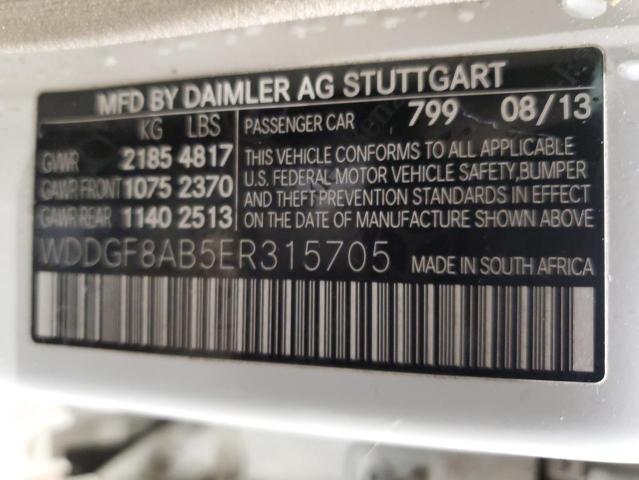 MFD BY DAIMLER AG STUTTGART
KG LBS
GVWR 2185 4817
GAWR FRONT 1075 2370
GAWR REAR 1140 2513
PASSENGER CAR 799 08/13
THIS VEHICLE CONFORMS TO ALL APPLICABLE
U.S. FEDERAL MOTOR VEHICLE SAFETY,BUMPER
AND THEFT PREVENTION STANDARDS IN EFFECT
ON THE DATE OF MANUFACTURE SHOWN ABOVE
WDDGF8AB5ER315705 MADE IN SOUTH AFRICA